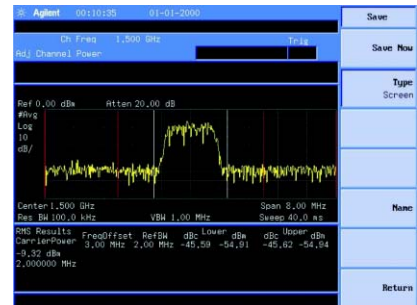 Agilent 00:10:35 01-01-2000
Save
Ch Freq 1.500 GHz Trig
Adj Channel Power
Save Now
Type
Screen
Ref 0.00 dBm Atten 20.00 dB
#Avg
Log
10
dB/
Center 1.500 GHz Span 8.00 MHz
Res BW 100.0 kHz VBW 1.00 MHz Sweep 40.0 ms
Name
RMS Results FreqOffset RefBW dBc Lower dBm dBc Upper dBm
CarrierPower 3.00 MHz 2.00 MHz -45.59 -54.91 -45.62 -54.94
-9.32 dBm
2.000000 MHz
Return